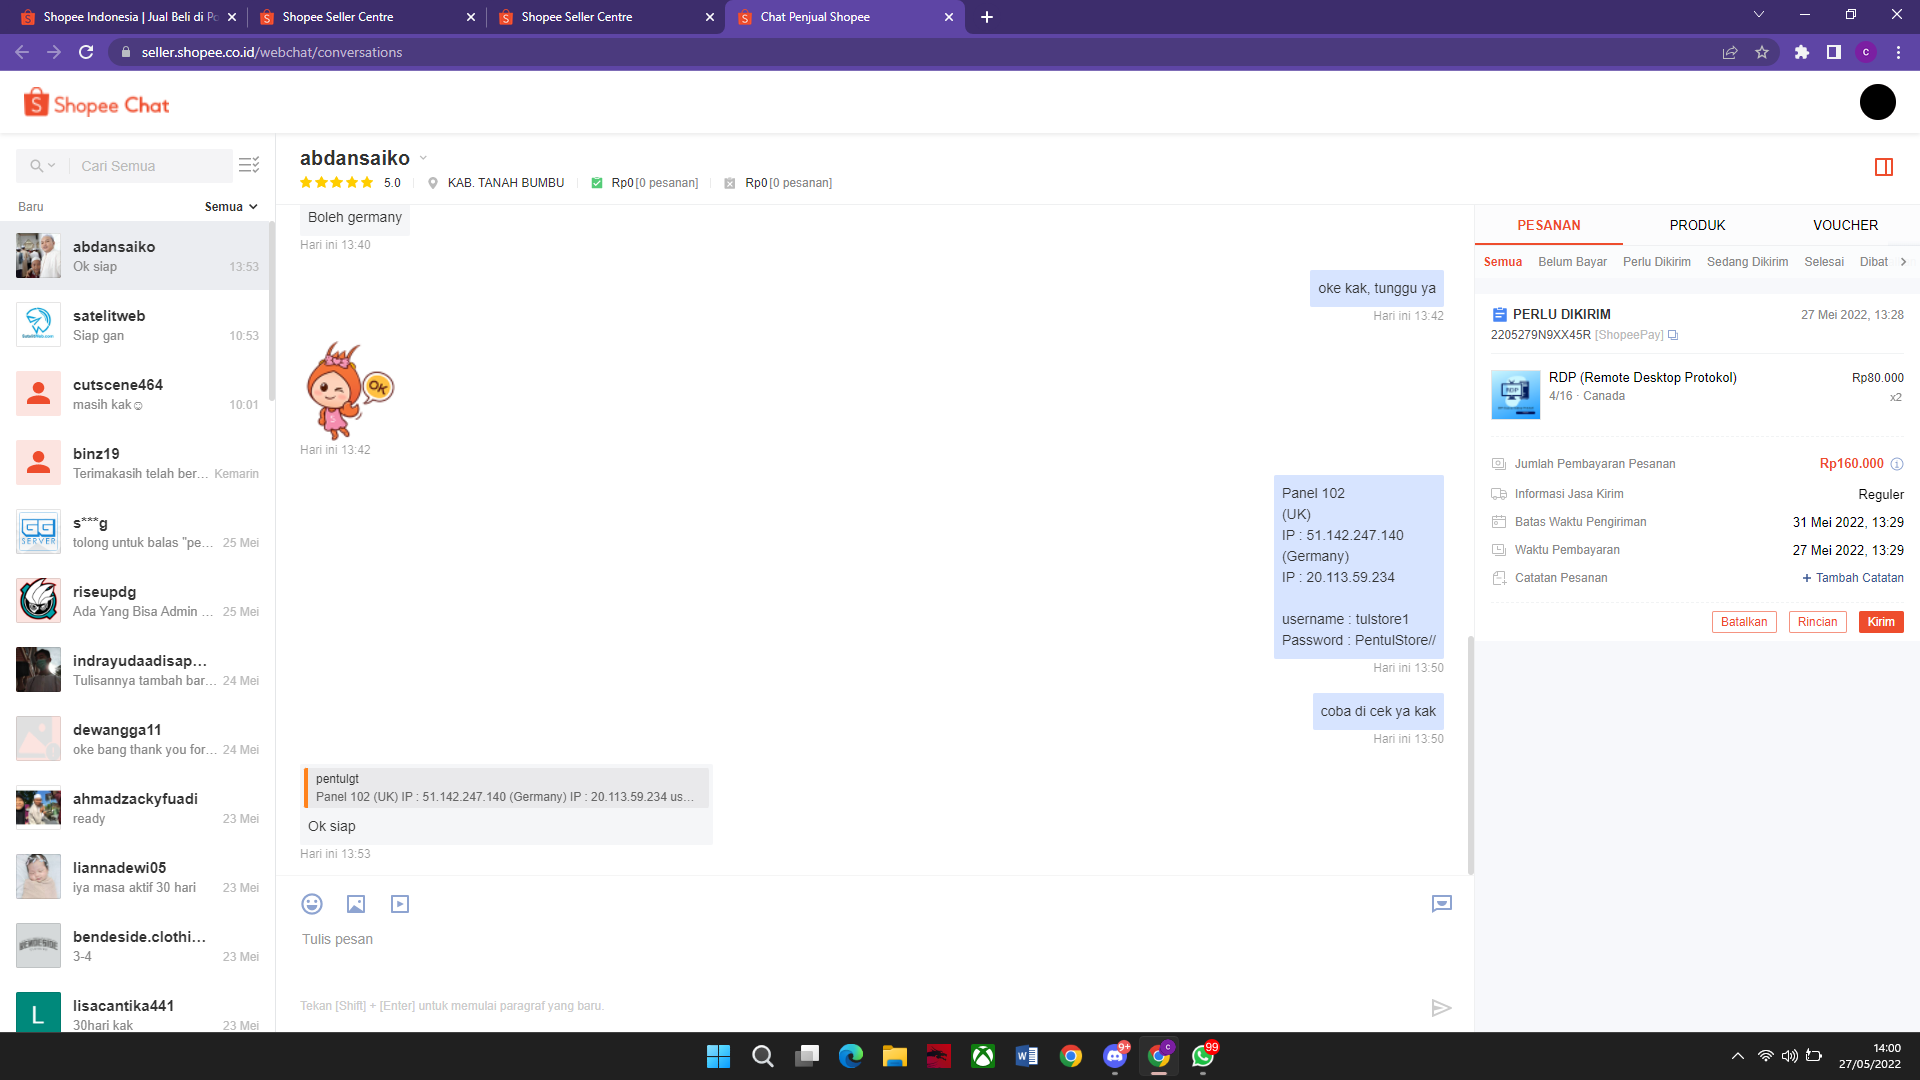 Shopee Indonesia | Jual Beli di Po
Shopee Seller Centre
Shopee Seller Centre
Chat Penjual Shopee
seller.shopee.co.id/webchat/conversations
c
S
Shopee Chat
Cari Semua
Baru
Semua
abdansaiko
Ok siap
13:53
satelitweb
Siap gan
10:53
cutscene464
masih kak☺
10:01
binz19
Terimakasih telah ber...
Kemarin
GG
SERVER
s***g
tolong untuk balas "pe...
25 Mei
riseupdg
Ada Yang Bisa Admin ...
25 Mei
indrayudaadisap...
Tulisannya tambah bar...
24 Mei
dewangga11
oke bang thank you for...
24 Mei
ahmadzackyfuadi
ready
23 Mei
liannadewi05
iya masa aktif 30 hari
23 Mei
BENDESIDE
bendeside.clothi...
3-4
23 Mei
L
lisacantika441
30hari kak
23 Mei
abdansaiko
5.0
KAB. TANAH BUMBU
Rp0[0 pesanan]
Rp0[0 pesanan]
Boleh germany
Hari ini 13:40
oke kak, tunggu ya
Hari ini 13:42
OK
Hari ini 13:42
Panel 102
(UK)
IP : 51.142.247.140
(Germany)
IP : 20.113.59.234
username : tulstore1
Password : PentulStore//
Hari ini 13:50
coba di cek ya kak
Hari ini 13:50
pentulgt
Panel 102 (UK) IP : 51.142.247.140 (Germany) IP : 20.113.59.234 us...
Ok siap
Hari ini 13:53
Tulis pesan
Tekan [Shift] + [Enter] untuk memulai paragraf yang baru.
PESANAN
PRODUK
VOUCHER
Semua
Belum Bayar
Perlu Dikirim
Sedang Dikirim
Selesai
Dibat
PERLU DIKIRIM
27 Mei 2022, 13:28
2205279N9XX45R [ShopeePay]
RDP
RDP (Remote Desktop Protokol)
Rp80.000
4/16 · Canada
x2
Jumlah Pembayaran Pesanan
Rp160.000
Informasi Jasa Kirim
Reguler
Batas Waktu Pengiriman
31 Mei 2022, 13:29
Waktu Pembayaran
27 Mei 2022, 13:29
Catatan Pesanan
+ Tambah Catatan
Batalkan
Rincian
Kirim
9+
c
99
14:00
27/05/2022